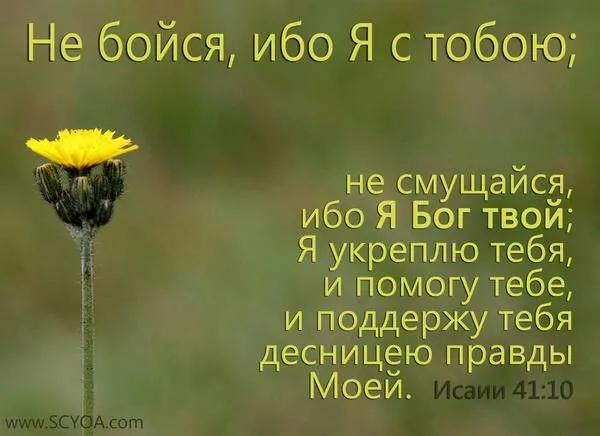 Не бойся, ибо Я с тобою;
не смущайся,
ибо Я Бог твой;
Я укреплю тебя,
и помогу тебе,
и поддержу тебя
десницею правды
Моей. Исаии 41:10
www.SCYOA.com